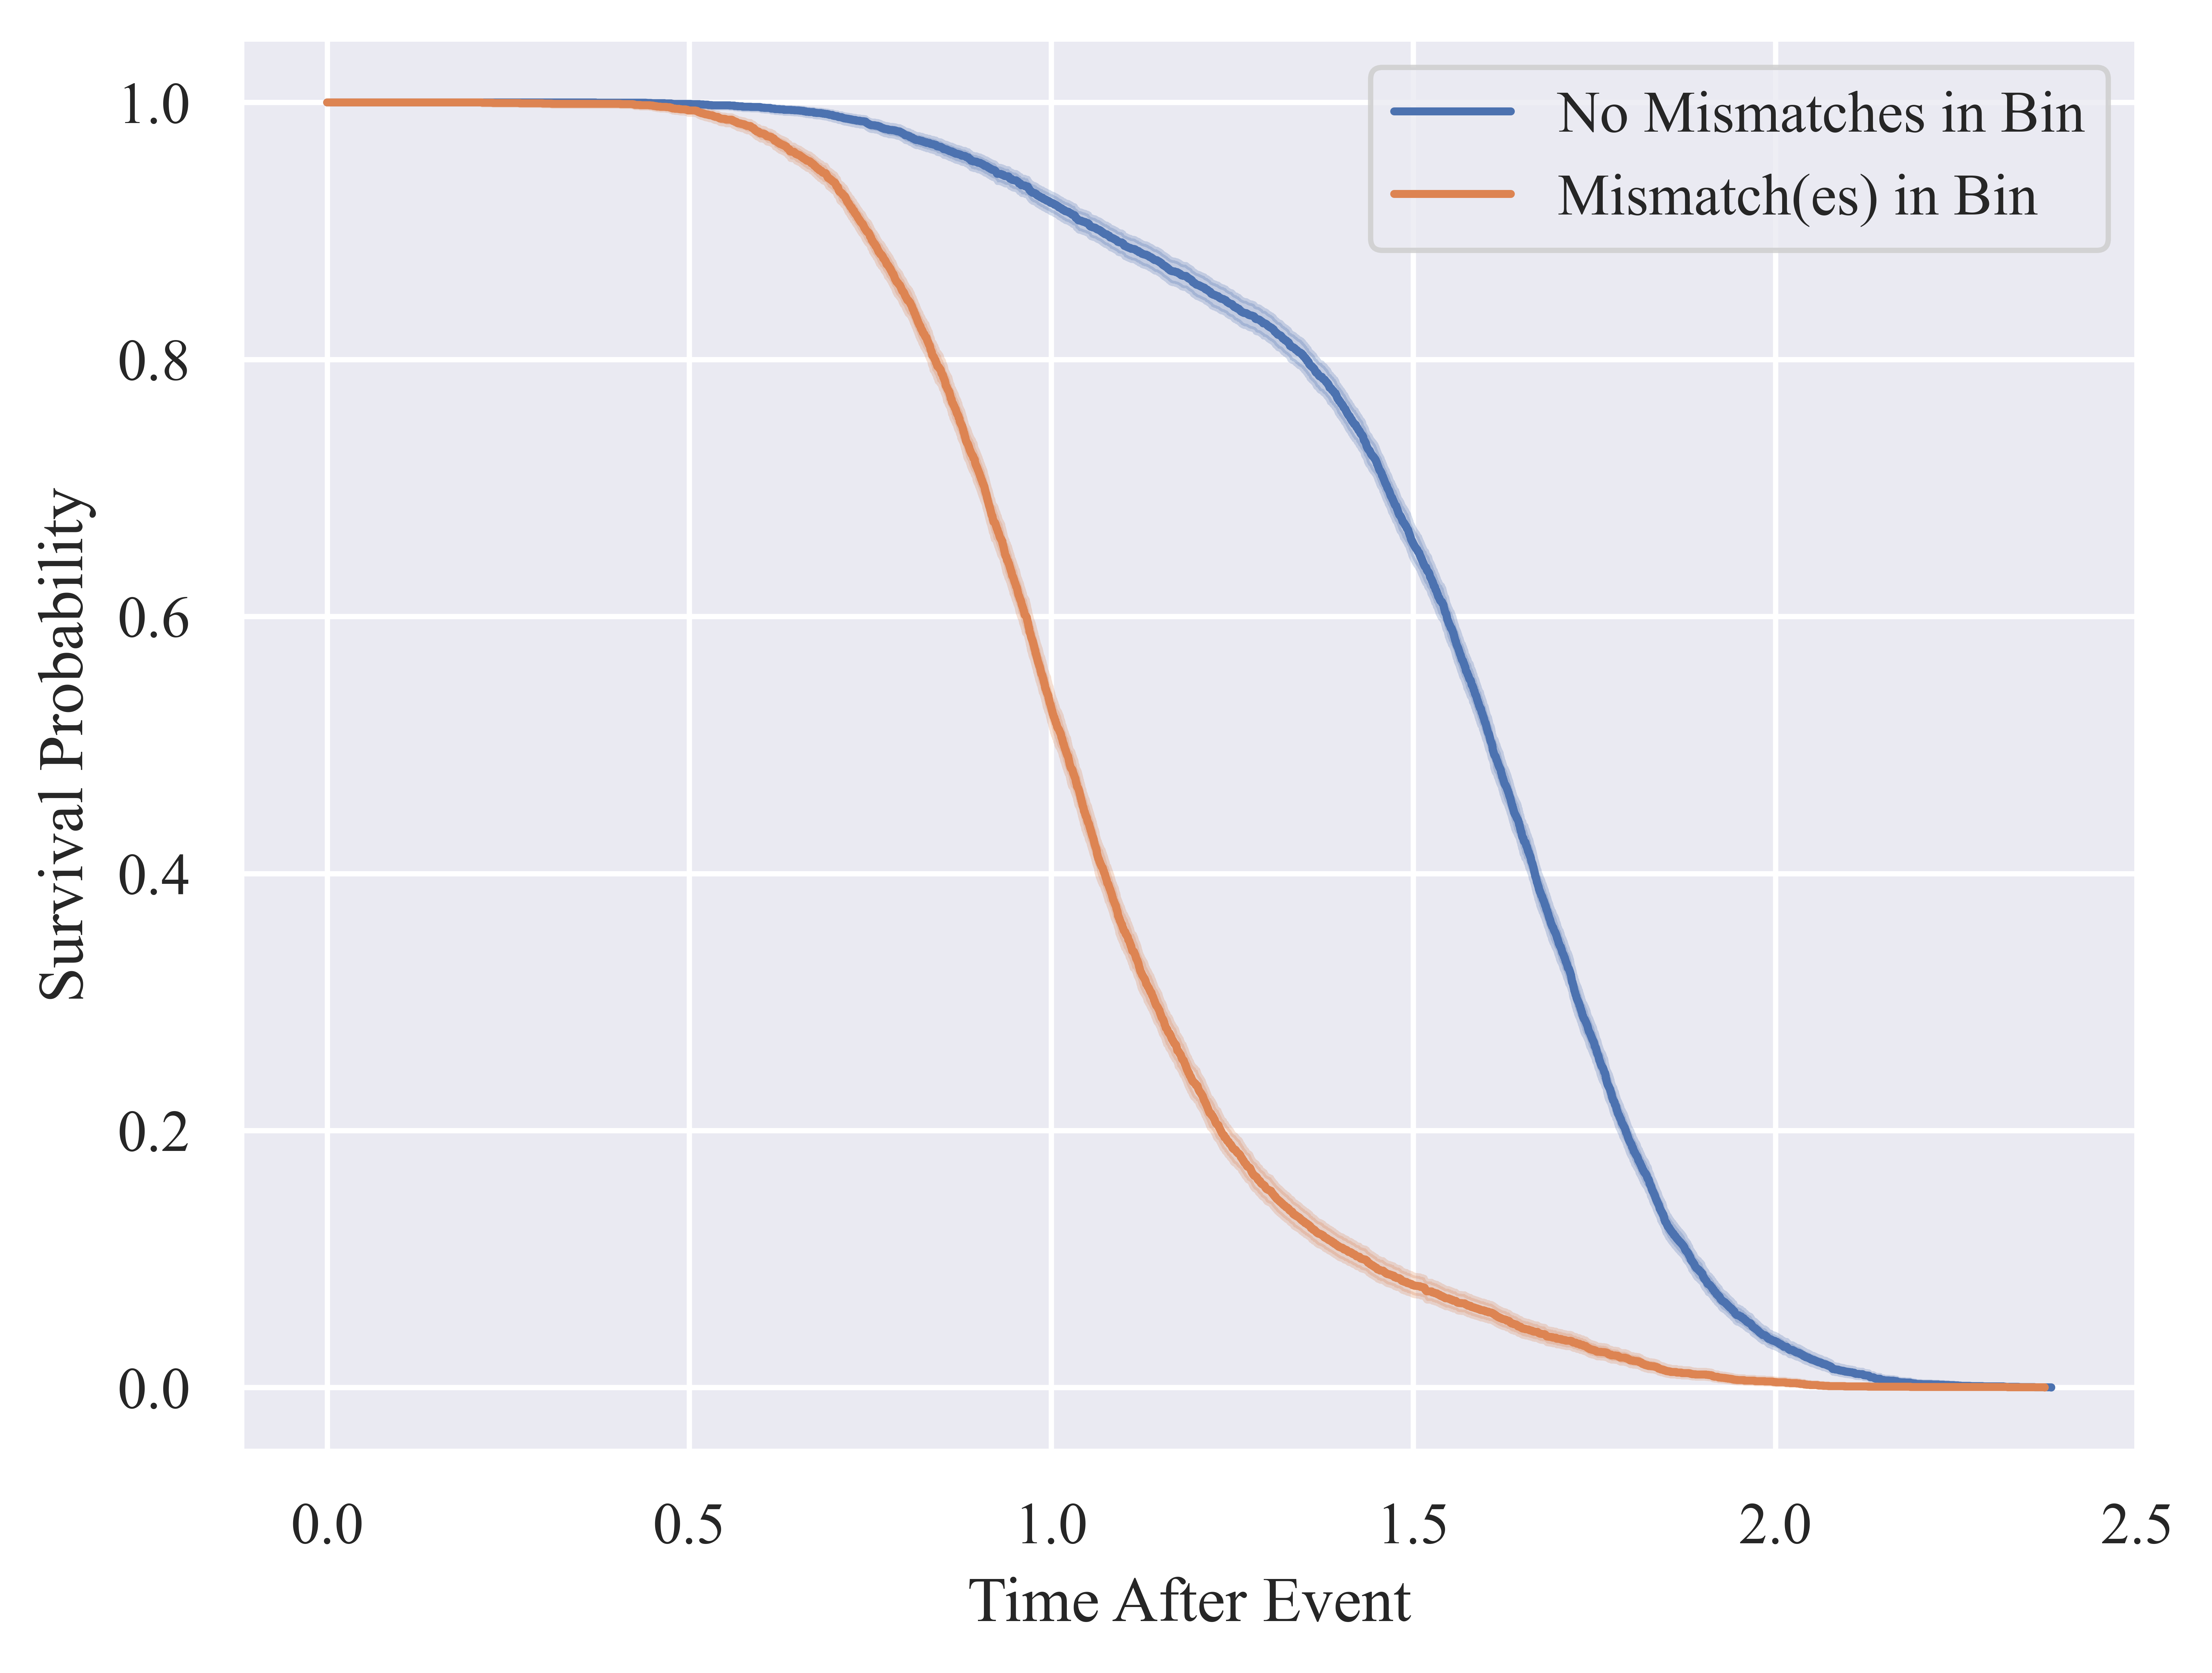 No Mismatches in Bin
Mismatch(es) in Bin
1.0
0.8
0.6
0.4
0.2
0.0
Survival Probability
0.0 0.5 1.0 1.5 2.0 2.5
Time After Event